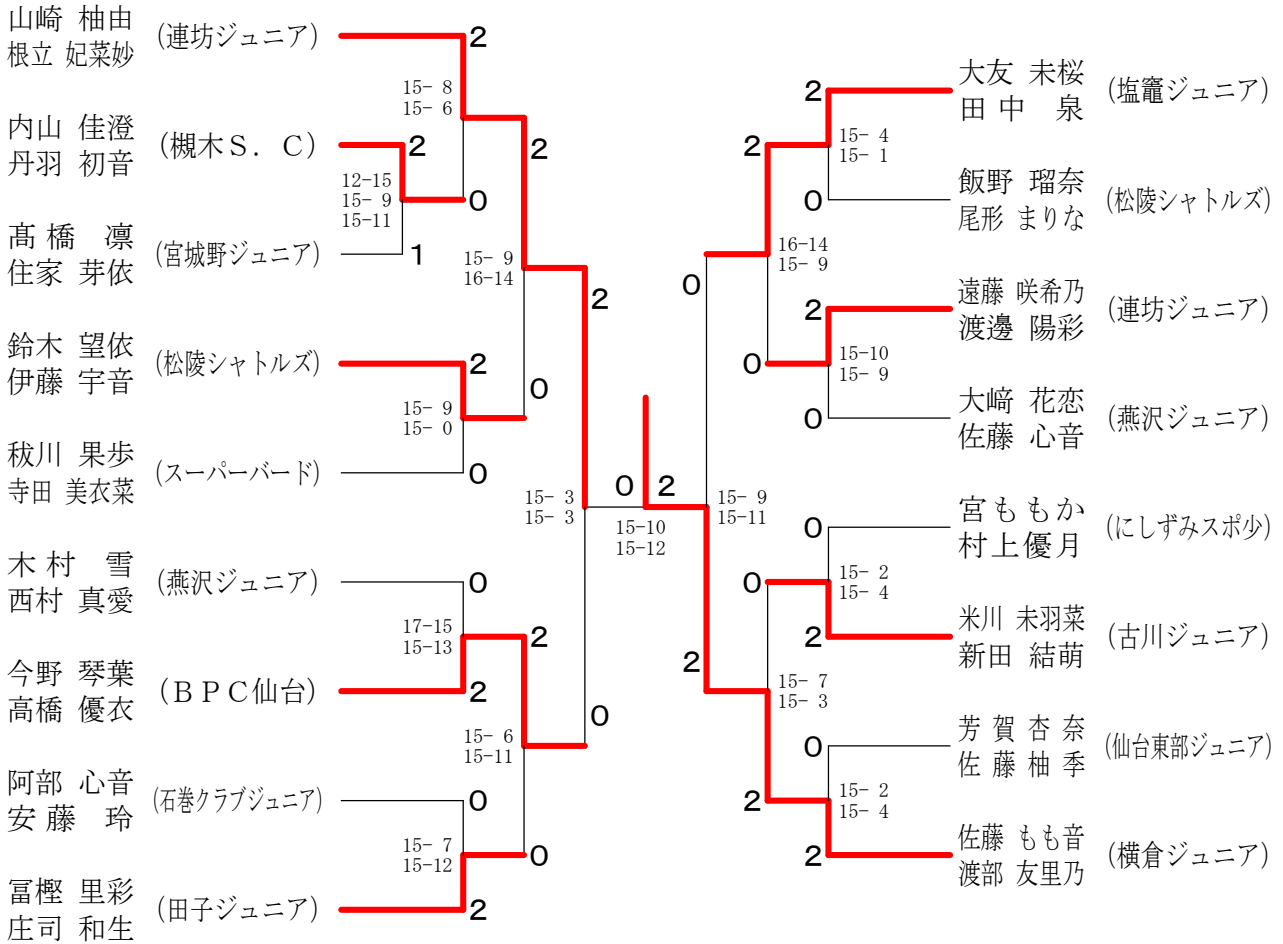 山崎 柚由
根立 妃菜妙
(連坊ジュニア)
2
15- 8
15- 6
内山 佳澄
丹羽 初音
(槻木S．C)
2
2
12-15
15- 9
15-11
0
髙橋 凛
住家 芽依
(宮城野ジュニア)
1
15- 9
16-14
2
鈴木 望依
伊藤 宇音
(松陵シャトルズ)
2
0
15- 9
15- 0
秡川 果歩
寺田 美衣菜
(スーパーバード)
0
15- 3
15- 3
木村 雪
西村 真愛
(燕沢ジュニア)
0
17-15
15-13
2
今野 琴葉
高橋 優衣
(BPC仙台)
2
0
15- 6
15-11
阿部 心音
安藤 玲
(石巻クラブジュニア)
0
15- 7
15-12
0
冨樫 里彩
庄司 和生
(田子ジュニア)
2
0 2
15-10
15-12
大友 未桜
田中 泉
(塩竈ジュニア)
2
2
15- 4
15- 1
飯野 瑠奈
尾形 まりな
(松陵シャトルズ)
0
16-14
15- 9
0
遠藤 咲希乃
渡邊 陽彩
(連坊ジュニア)
2
0
15-10
15- 9
大﨑 花恋
佐藤 心音
(燕沢ジュニア)
0
15- 9
15-11
宮ももか
村上優月
(にしずみスポ少)
0
0
15- 2
15- 4
米川 未羽菜
新田 結萌
(古川ジュニア)
2
2
15- 7
15- 3
芳賀杏奈
佐藤柚季
(仙台東部ジュニア)
0
2
15- 2
15- 4
佐藤 もも音
渡部 友里乃
(横倉ジュニア)
2